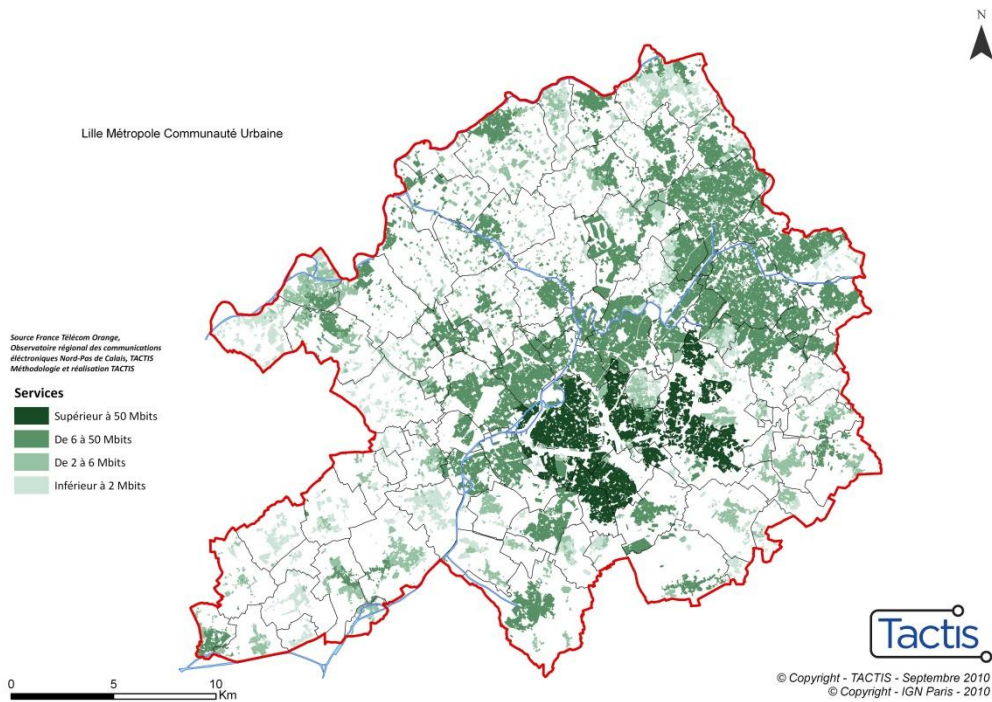 N
Lille Métropole Communauté Urbaine
Source France Télécom Orange,
Observatoire régional des communications
éléctroniques Nord-Pas de Calais, TACTIS
Méthodologie et réalisation TACTIS
Services
Supérieur à 50 Mbits
De 6 à 50 Mbits
De 2 à 6 Mbits
Inférieur à 2 Mbits
Tactis
0 5 10
Km
© Copyright - TACTIS - Septembre 2010
© Copyright - IGN Paris - 2010